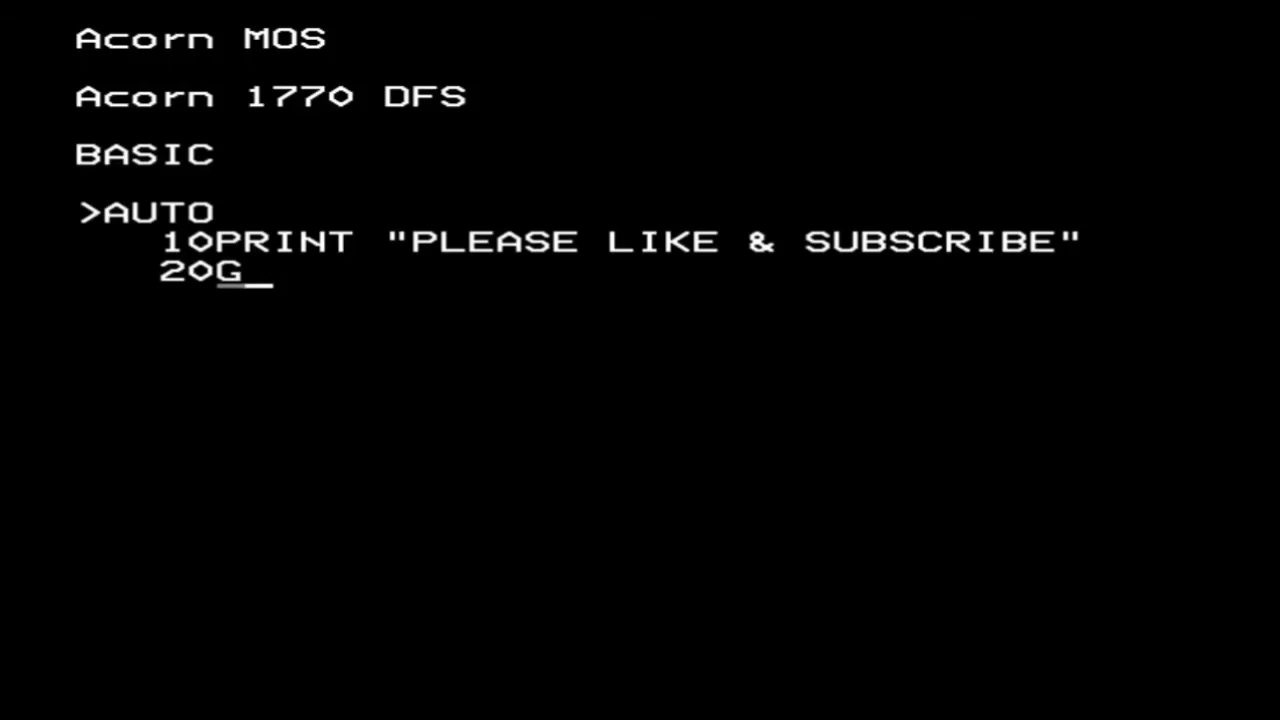 Acorn MOS
Acorn 1770 DFS
BASIC
>AUTO
10PRINT "PLEASE LIKE & SUBSCRIBE"
20G_